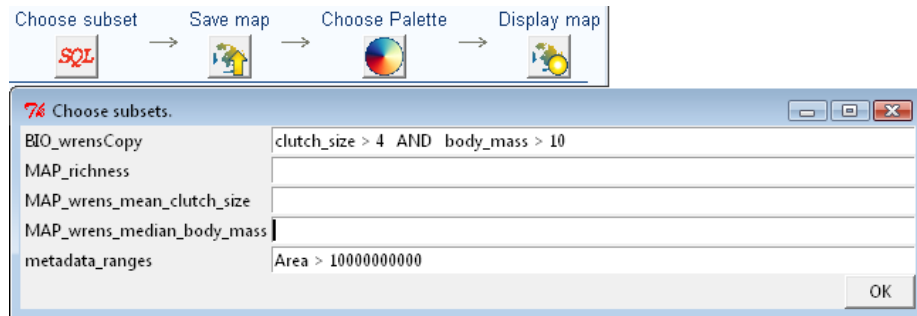 Choose subset Save map Choose Palette Display map
SQL
Choose subsets.
BIO_wrensCopy clutch_size > 4 AND body_mass > 10
MAP_richness
MAP_wrens_mean_clutch_size
MAP_wrens_median_body_mass
metadata_ranges Area > 10000000000
OK